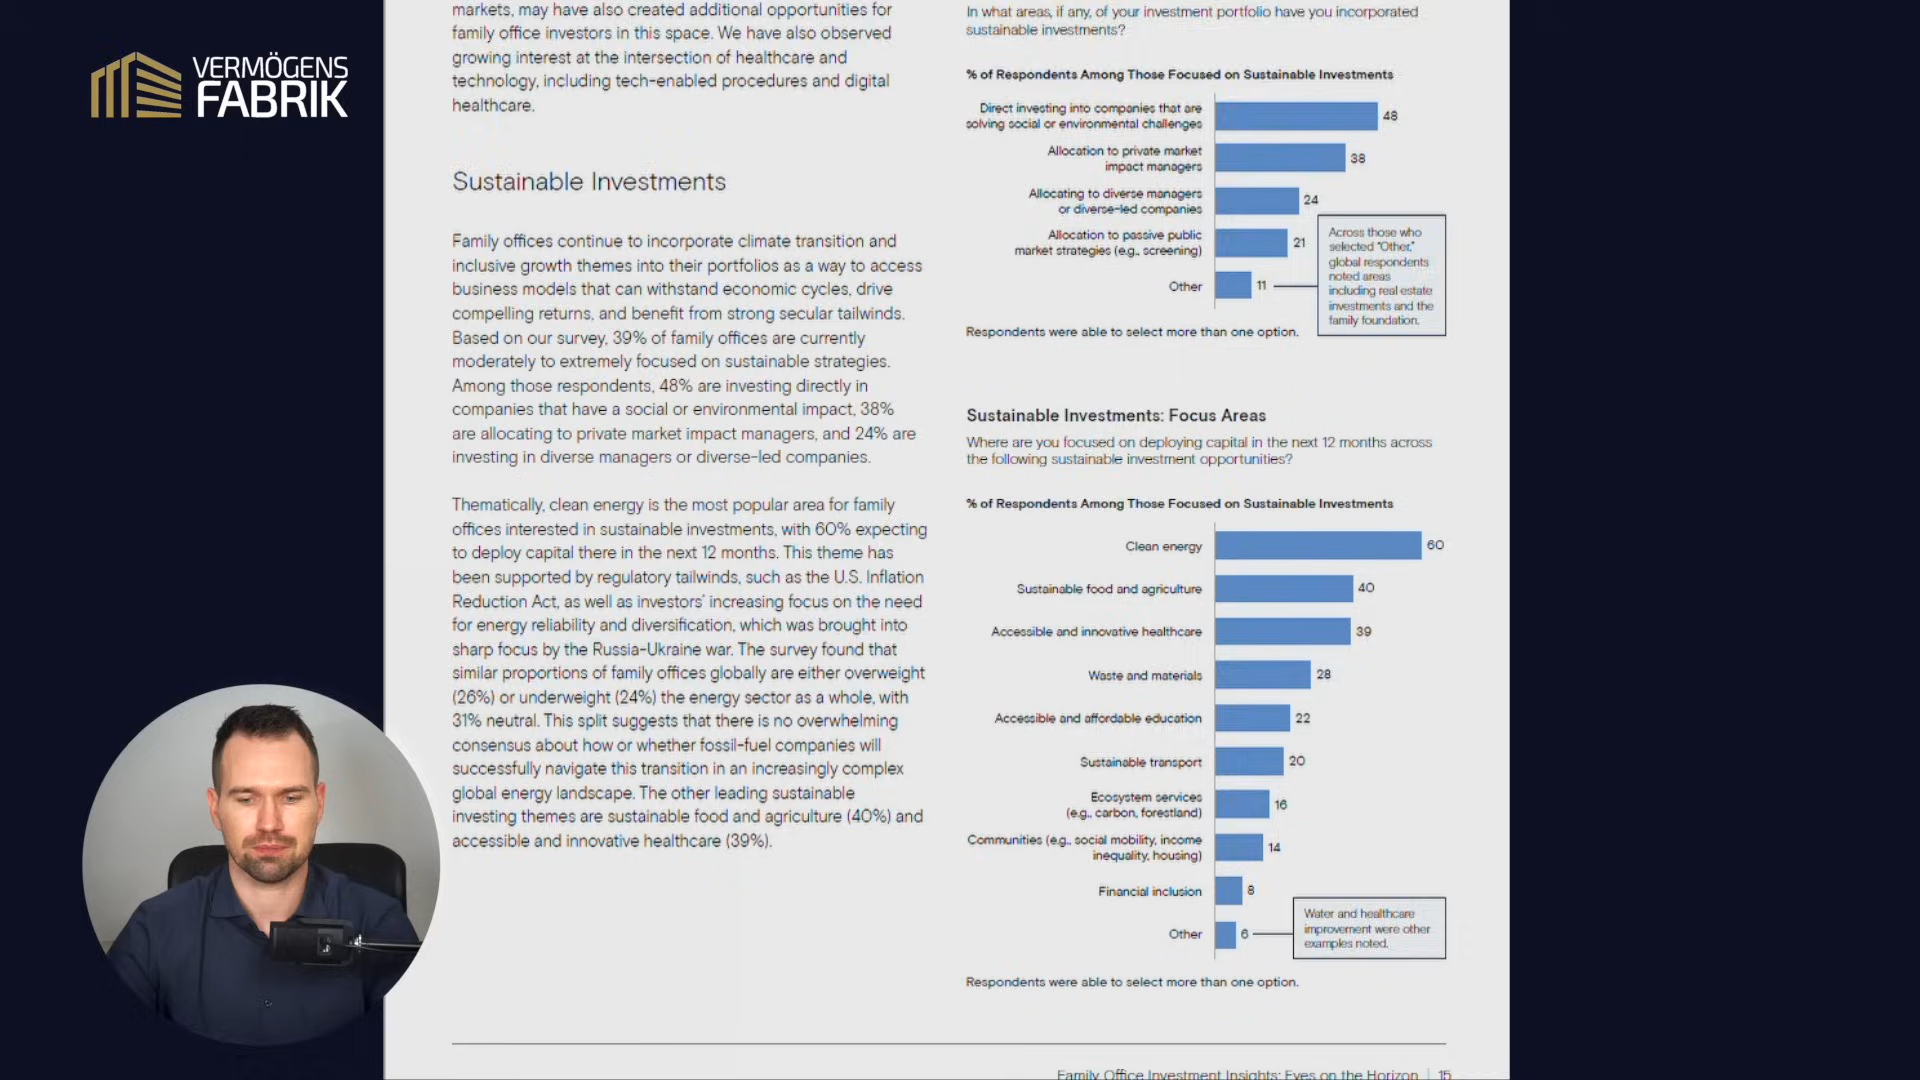 VERMÖGENS
FABRIK
markets, may have also created additional opportunities for
family office investors in this space. We have also observed
growing interest at the intersection of healthcare and
technology, including tech-enabled procedures and digital
healthcare.
Sustainable Investments
Family offices continue to incorporate climate transition and
inclusive growth themes into their portfolios as a way to access
business models that can withstand economic cycles, drive
compelling returns, and benefit from strong secular tailwinds.
Based on our survey, 39% of family offices are currently
moderately to extremely focused on sustainable strategies.
Among those respondents, 48% are investing directly in
companies that have a social or environmental impact, 38%
are allocating to private market impact managers, and 24% are
investing in diverse managers or diverse-led companies.
Thematically, clean energy is the most popular area for family
offices interested in sustainable investments, with 60% expecting
to deploy capital there in the next 12 months. This theme has
been supported by regulatory tailwinds, such as the U.S. Inflation
Reduction Act, as well as investors' increasing focus on the need
for energy reliability and diversification, which was brought into
sharp focus by the Russia-Ukraine war. The survey found that
similar proportions of family offices globally are either overweight
(26%) or underweight (24%) the energy sector as a whole, with
31% neutral. This split suggests that there is no overwhelming
consensus about how or whether fossil-fuel companies will
successfully navigate this transition in an increasingly complex
global energy landscape. The other leading sustainable
investing themes are sustainable food and agriculture (40%) and
accessible and innovative healthcare (39%).
In what areas, if any, of your investment portfolio have you incorporated
sustainable investments?
% of Respondents Among Those Focused on Sustainable Investments
Direct investing into companies that are
solving social or environmental challenges
48
Allocation to private market
impact managers
38
Allocating to diverse managers
or diverse-led companies
24
Allocation to passive public
market strategies (e.g., screening)
21
Other
11
Across those who
selected "Other,"
global respondents
noted areas
including real estate
investments and the
family foundation.
Respondents were able to select more than one option.
Sustainable Investments: Focus Areas
Where are you focused on deploying capital in the next 12 months across
the following sustainable investment opportunities?
% of Respondents Among Those Focused on Sustainable Investments
Clean energy 60
Sustainable food and agriculture 40
Accessible and innovative healthcare 39
Waste and materials 28
Accessible and affordable education 22
Sustainable transport 20
Ecosystem services
(e.g., carbon, forestland)
16
Communities (e.g., social mobility, income
inequality, housing)
14
Financial inclusion 8
Other 6
Water and healthcare
improvement were other
examples noted.
Respondents were able to select more than one option.
Family Office Investment Insights: Eyes on the Horizon | 15